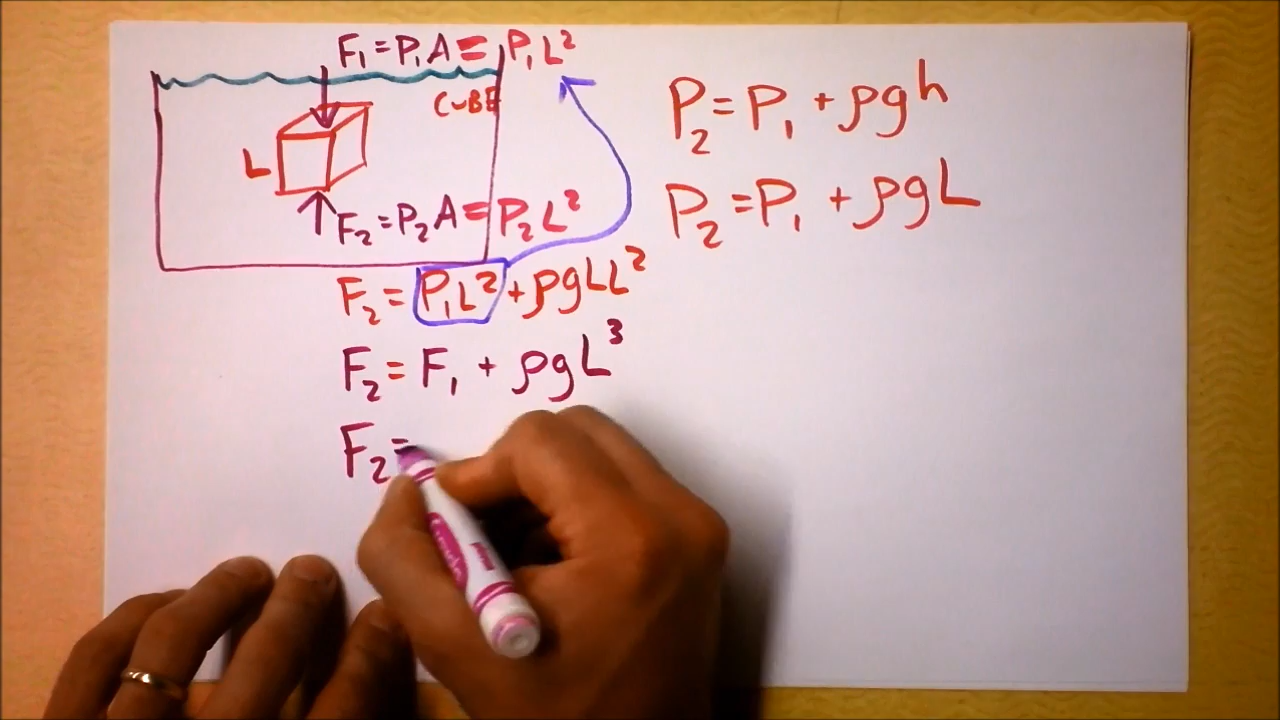 F₁ = P₁A = P₁L²
CUBE
L
F₂ = P₂A = P₂L²
F₂ = P₁L² + ρgLL²
F₂ = F₁ + ρgL³
F₂ =
P₂ = P₁ + ρgh
P₂ = P₁ + ρgL